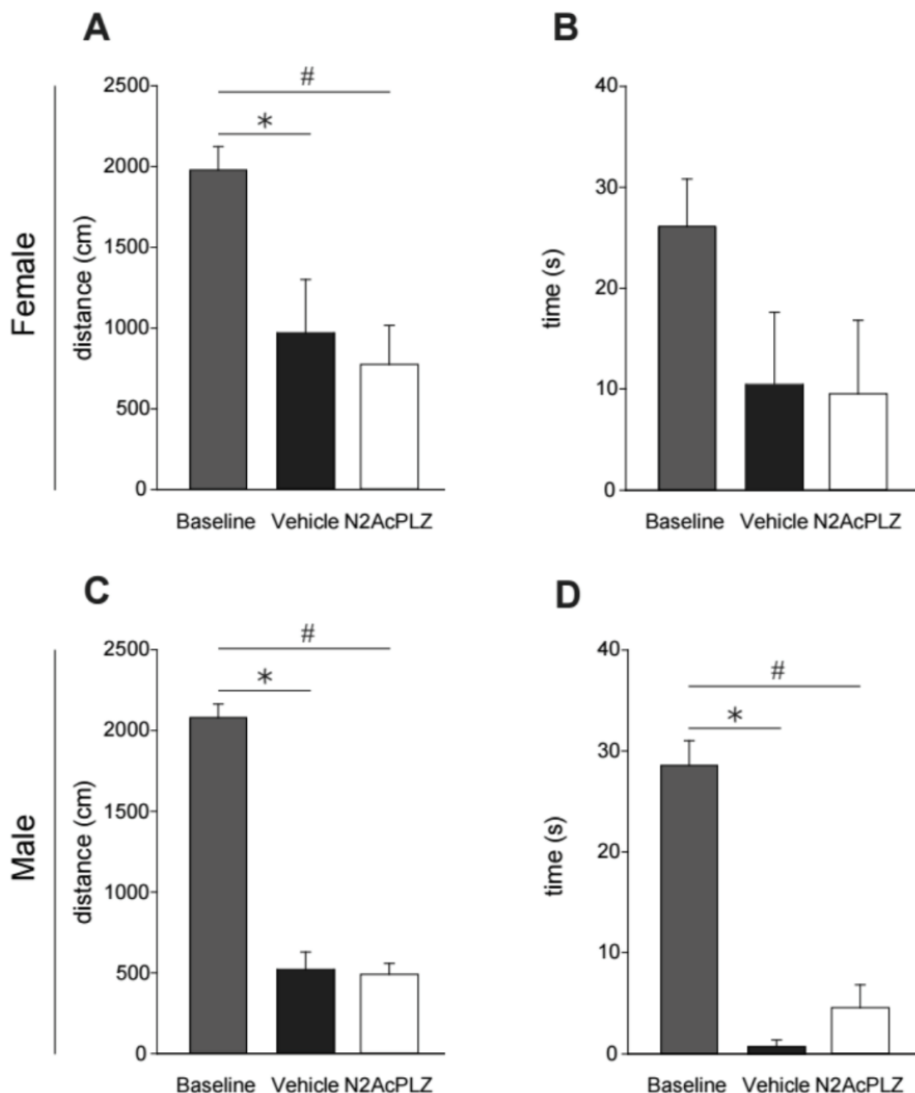 A
B
Female
distance (cm)
2500
2000
1500
1000
500
0
#
*
Baseline Vehicle N2AcPLZ
time (s)
40
30
20
10
0
Baseline Vehicle N2AcPLZ
C
D
Male
distance (cm)
2500
2000
1500
1000
500
0
#
*
Baseline Vehicle N2AcPLZ
time (s)
40
30
20
10
0
#
*
Baseline Vehicle N2AcPLZ